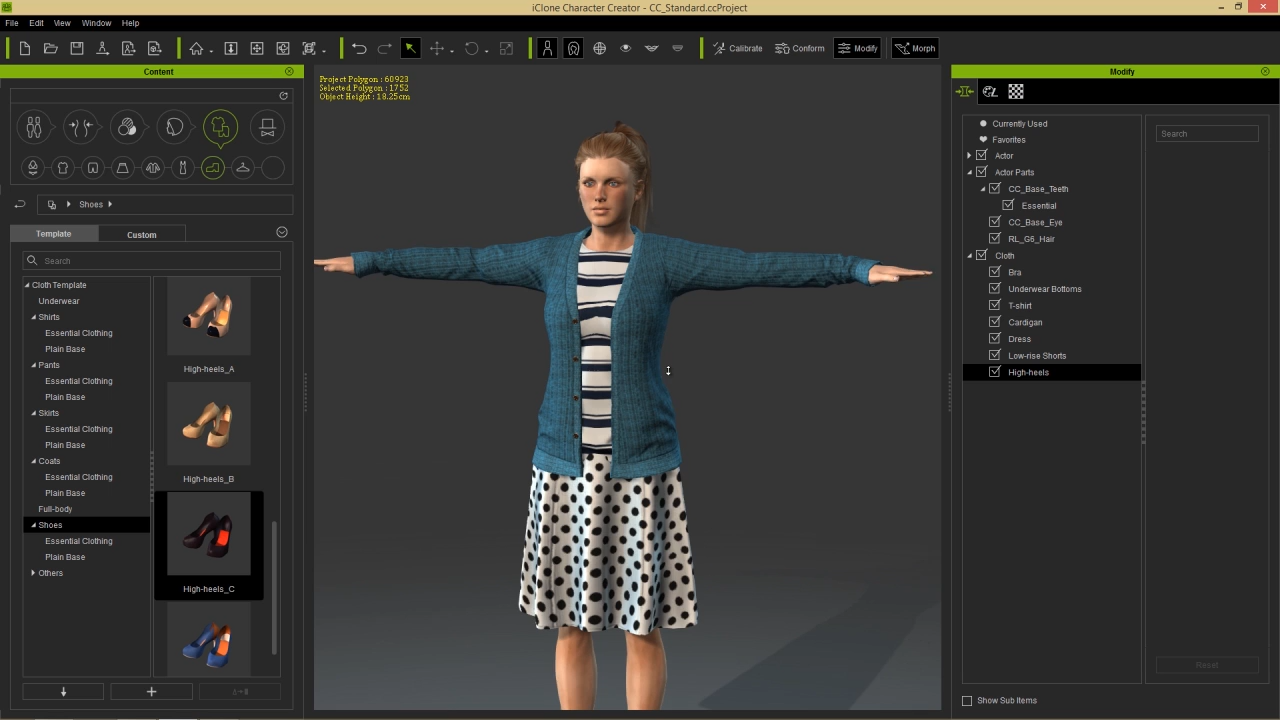 iClone Character Creator - CC_Standard.ccProject
File Edit View Window Help
Calibrate Conform Modify Morph
Content
Shoes
Template Custom
Search
Cloth Template
Underwear
Shirts
Essential Clothing
Plain Base
Pants
Essential Clothing
Plain Base
Skirts
Essential Clothing
Plain Base
Coats
Essential Clothing
Plain Base
Full-body
Shoes
Essential Clothing
Plain Base
Others
High-heels_A
High-heels_B
High-heels_C
Project Polygon : 60923
Selected Polygon : 1752
Object Height : 18.25cm
Modify
Currently Used
Favorites
Actor
Actor Parts
CC_Base_Teeth
Essential
CC_Base_Eye
RL_G6_Hair
Cloth
Bra
Underwear Bottoms
T-shirt
Cardigan
Dress
Low-rise Shorts
High-heels
Search
Reset
Show Sub Items